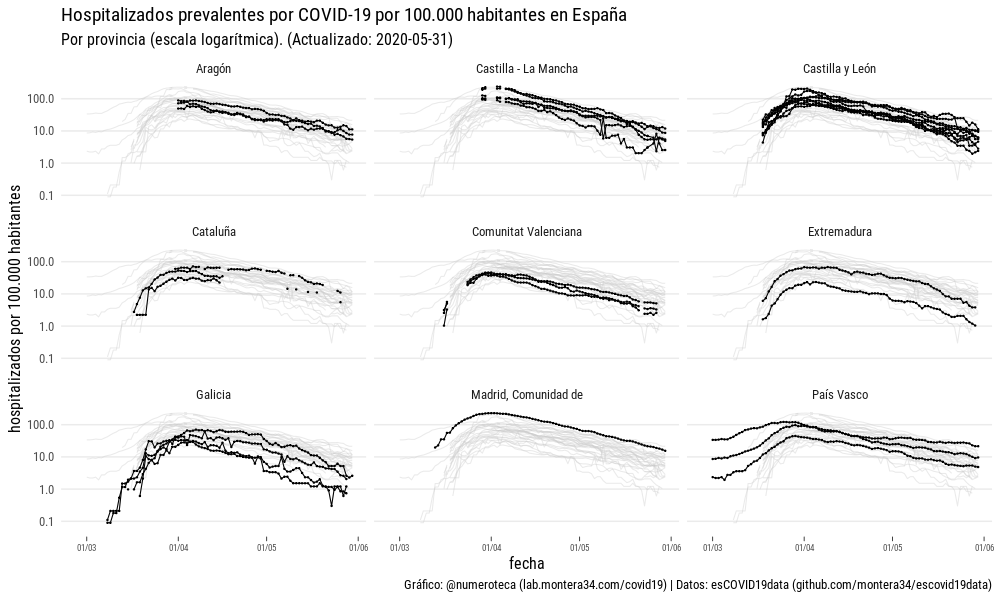 Hospitalizados prevalentes por COVID-19 por 100.000 habitantes en España
Por provincia (escala logarítmica). (Actualizado: 2020-05-31)
Aragón
Castilla - La Mancha
Castilla y León
100.0
10.0
1.0
0.1
Cataluña
Comunitat Valenciana
Extremadura
100.0
10.0
1.0
0.1
Galicia
Madrid, Comunidad de
País Vasco
100.0
10.0
1.0
0.1
hospitalizados por 100.000 habitantes
01/03 01/04 01/05 01/06
01/03 01/04 01/05 01/06
01/03 01/04 01/05 01/06
fecha
Gráfico: @numeroteca (lab.montera34.com/covid19) | Datos: esCOVID19data (github.com/montera34/escovid19data)